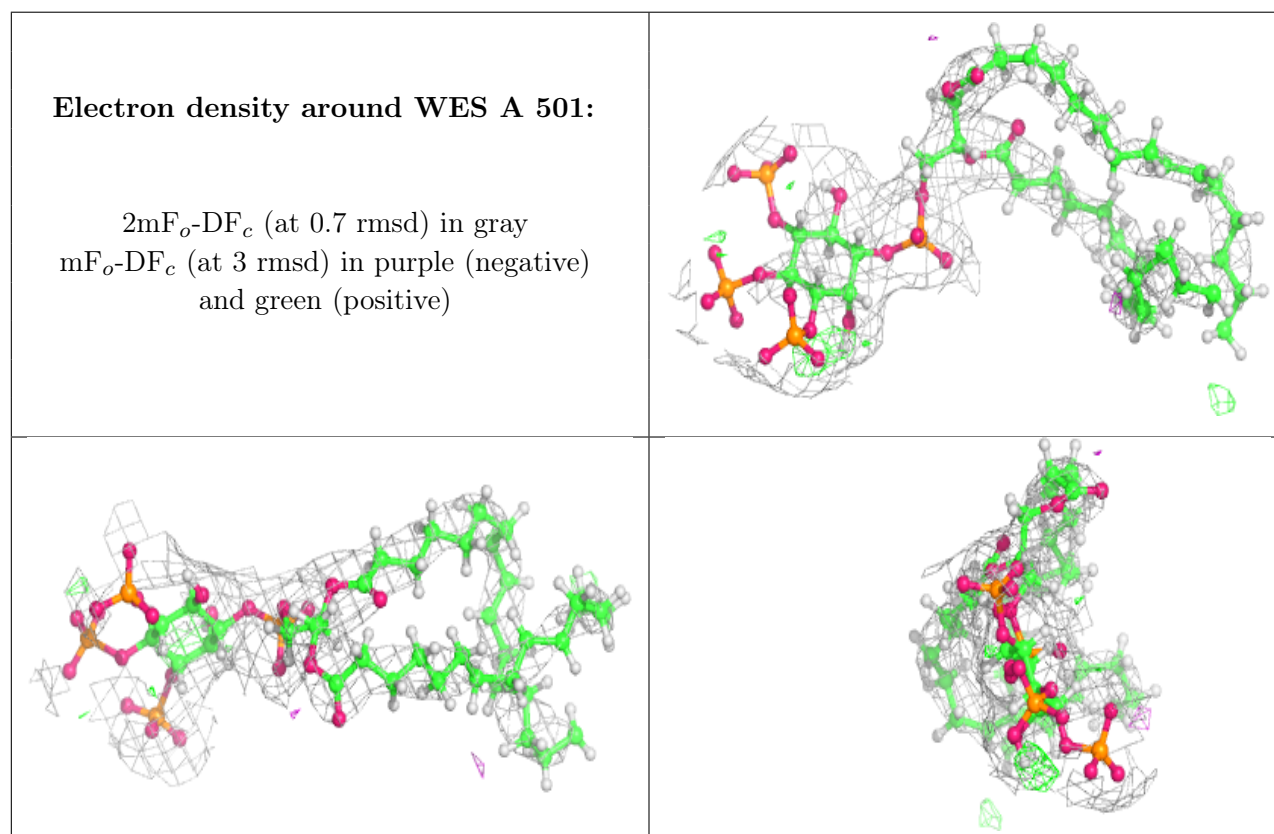 Electron density around WES A 501:
2mFₒ-DF𝒸 (at 0.7 rmsd) in gray
mFₒ-DF𝒸 (at 3 rmsd) in purple (negative)
and green (positive)